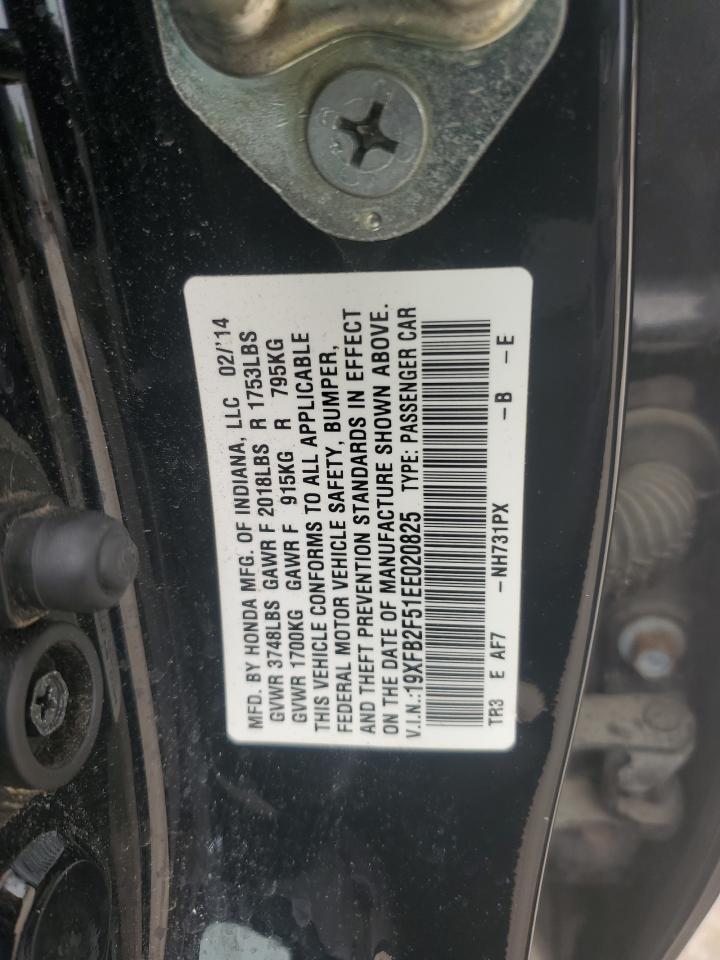 MFD. BY HONDA MFG. OF INDIANA, LLC 02/'14
GVWR 3748LBS GAWR F 2018LBS R 1753LBS
GVWR 1700KG GAWR F 915KG R 795KG
THIS VEHICLE CONFORMS TO ALL APPLICABLE
FEDERAL MOTOR VEHICLE SAFETY, BUMPER,
AND THEFT PREVENTION STANDARDS IN EFFECT
ON THE DATE OF MANUFACTURE SHOWN ABOVE.
V.I.N.:19XFB2F51EE020825 TYPE: PASSENGER CAR
TR3 E AF7 -NH731PX -B -E